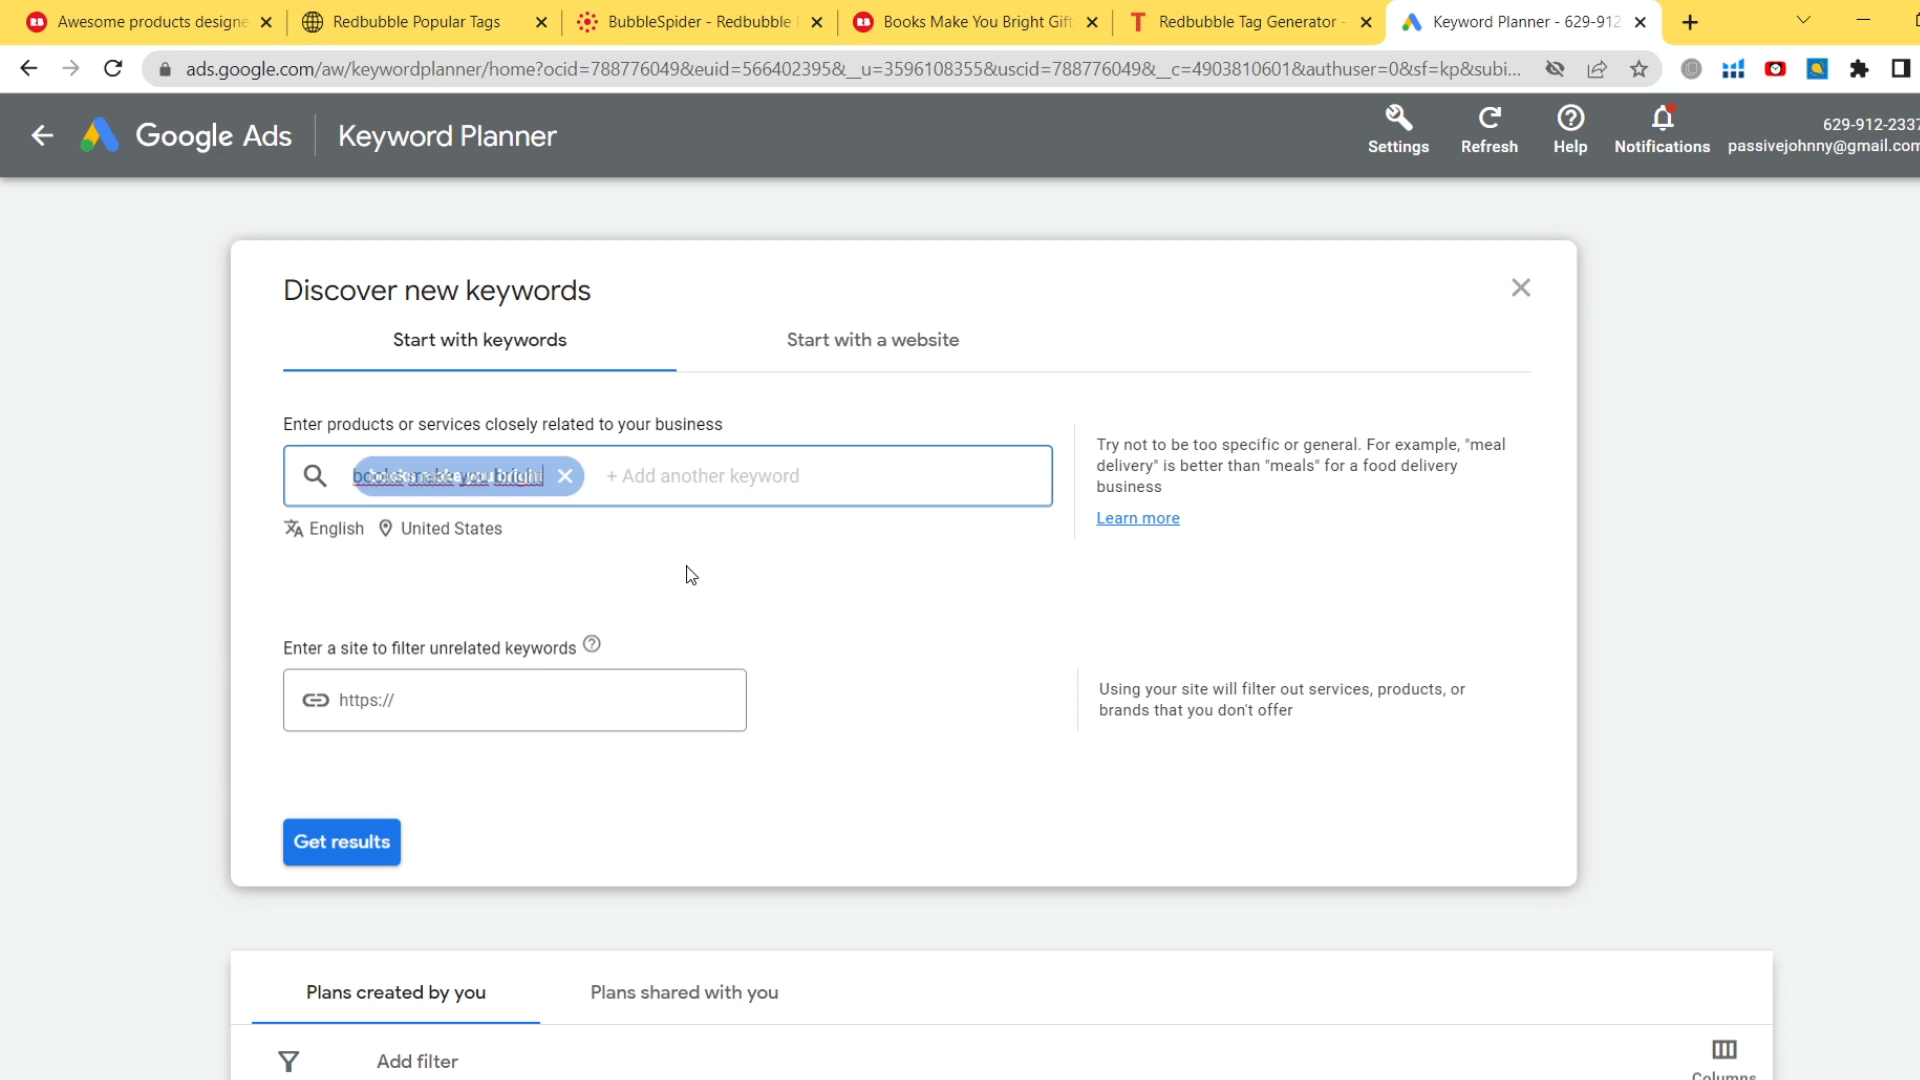 Awesome products designe
Redbubble Popular Tags
BubbleSpider - Redbubble
Books Make You Bright Gift
Redbubble Tag Generator -
Keyword Planner - 629-912
ads.google.com/aw/keywordplanner/home?ocid=788776049&euid=566402395&__u=3596108355&uscid=788776049&__c=4903810601&authuser=0&sf=kp&subi...
Google Ads
Keyword Planner
Settings
Refresh
Help
Notifications
629-912-2337
passivejohnny@gmail.com
Discover new keywords
Start with keywords
Start with a website
Enter products or services closely related to your business
books make you bright
+ Add another keyword
English
United States
Try not to be too specific or general. For example, "meal
delivery" is better than "meals" for a food delivery
business
Learn more
Enter a site to filter unrelated keywords
https://
Using your site will filter out services, products, or
brands that you don't offer
Get results
Plans created by you
Plans shared with you
Add filter
Columns